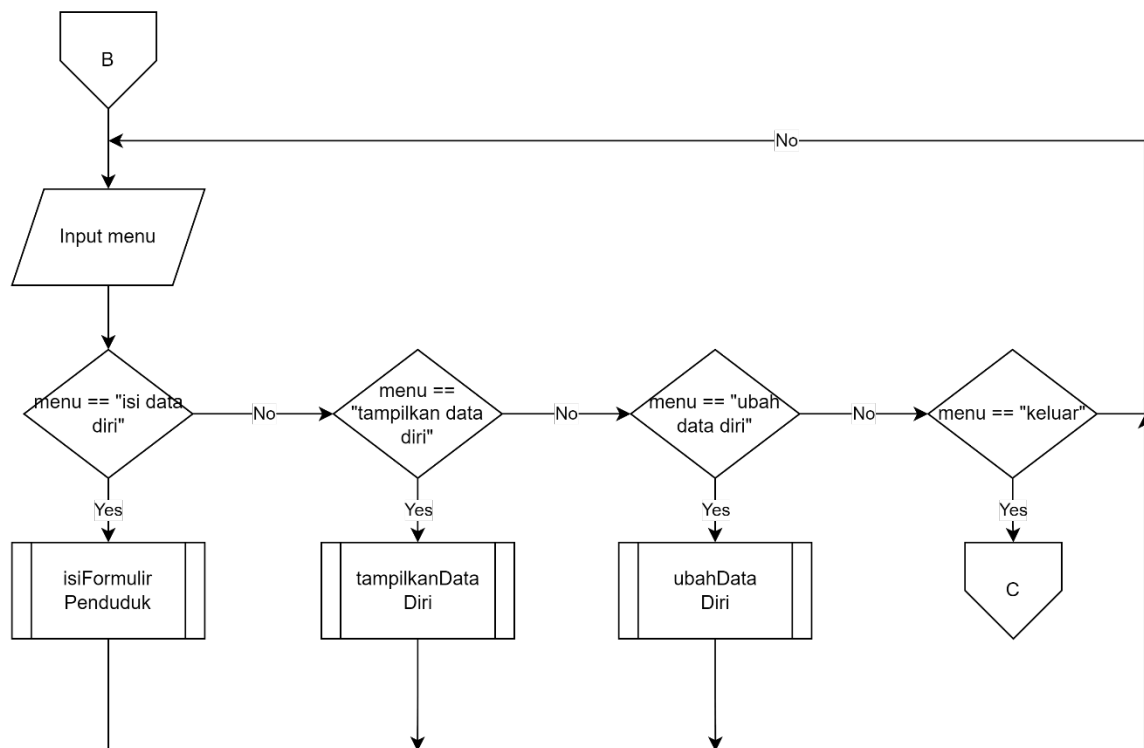 B
No
Input menu
menu == "isi data
diri"
No
menu ==
"tampilkan data
diri"
No
menu == "ubah
data diri"
No
menu == "keluar"
Yes
Yes
Yes
Yes
isiFormulir
Penduduk
tampilkanData
Diri
ubahData
Diri
C